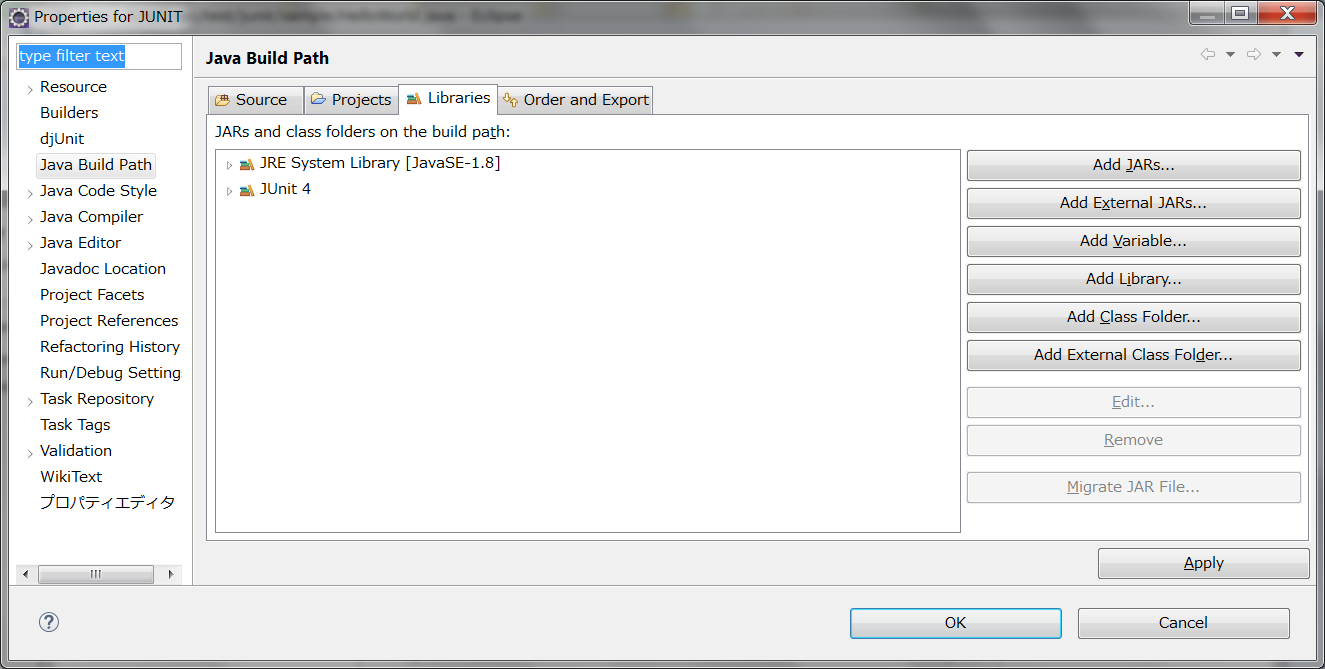 Properties for JUNIT
type filter text
Resource
Builders
djUnit
Java Build Path
Java Code Style
Java Compiler
Java Editor
Javadoc Location
Project Facets
Project References
Refactoring History
Run/Debug Setting
Task Repository
Task Tags
Validation
WikiText
プロパティエディタ
Java Build Path
Source Projects Libraries Order and Export
JARs and class folders on the build path:
JRE System Library [JavaSE-1.8]
JUnit 4
Add JARs...
Add External JARs...
Add Variable...
Add Library...
Add Class Folder...
Add External Class Folder...
Edit...
Remove
Migrate JAR File...
Apply
OK Cancel